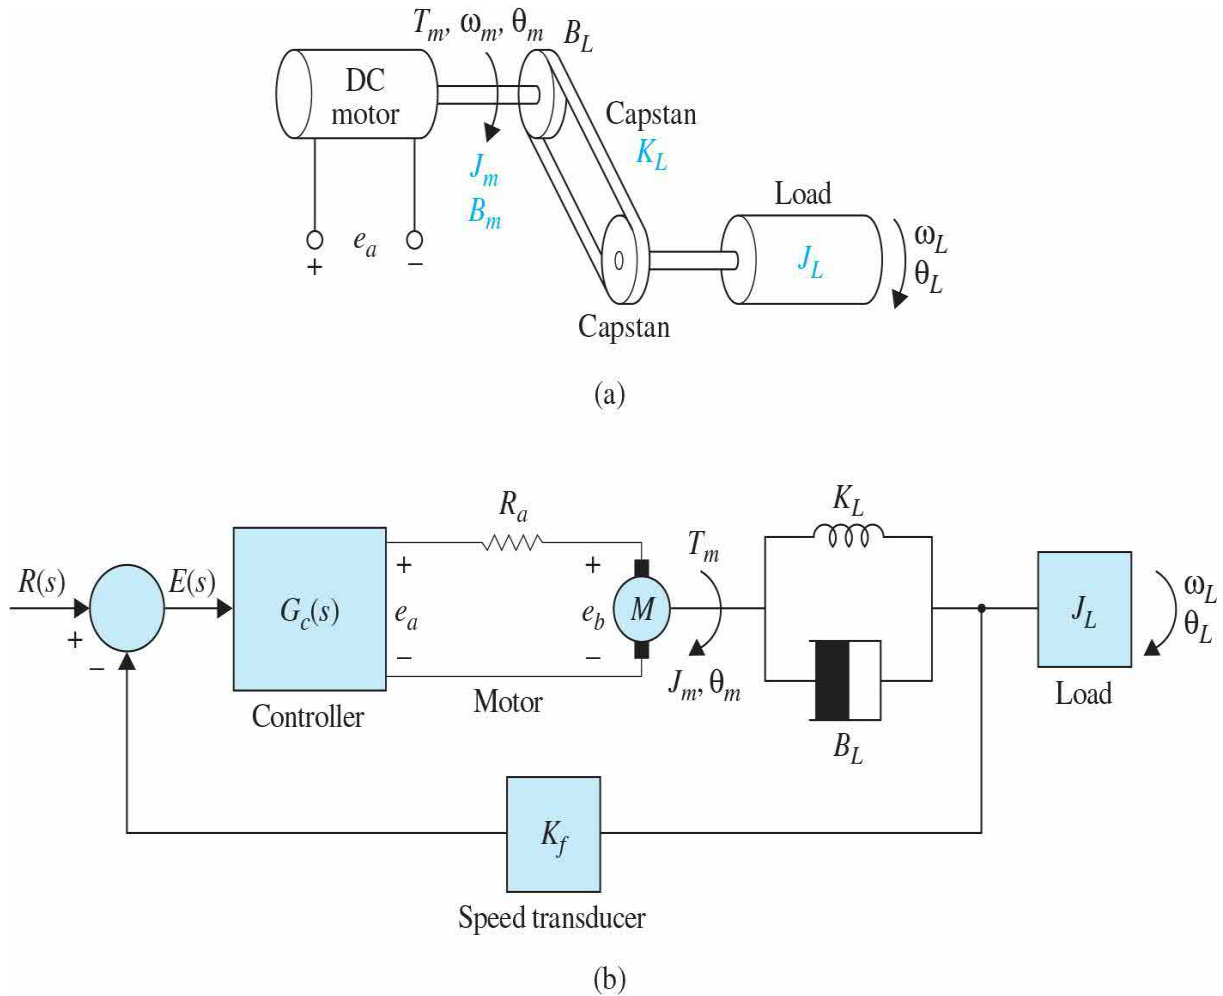 T_m, ω_m, θ_m
B_L
DC
motor
Capstan
K_L
J_m
B_m
Load
e_a
+
−
J_L
ω_L
θ_L
Capstan
(a)
K_L
R_a
T_m
R(s)
E(s)
+
−
G_c(s)
+
e_a
−
+
e_b
−
M
J_L
ω_L
θ_L
Motor
J_m, θ_m
Load
Controller
B_L
K_f
Speed transducer
(b)